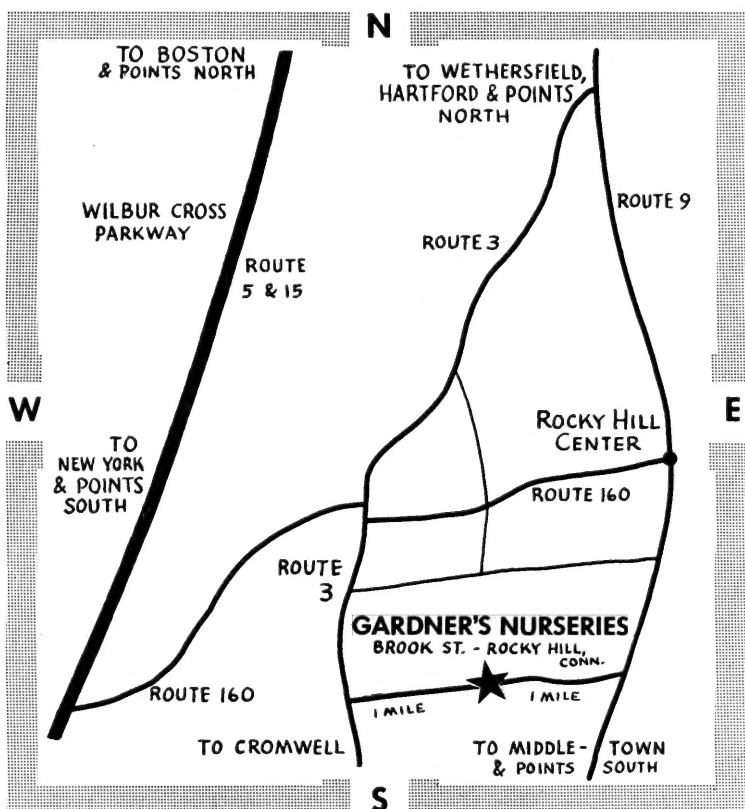 N
TO BOSTON
& POINTS NORTH
TO WETHERSFIELD,
HARTFORD & POINTS
NORTH
WILBUR CROSS
PARKWAY
ROUTE 9
ROUTE 3
ROUTE
5 & 15
W
E
ROCKY HILL
CENTER
TO
NEW YORK
& POINTS
SOUTH
ROUTE 160
ROUTE
3
GARDNER'S NURSERIES
BROOK ST. - ROCKY HILL,
CONN.
ROUTE 160
1 MILE
1 MILE
TO CROMWELL
TO MIDDLE- TOWN
& POINTS SOUTH
S